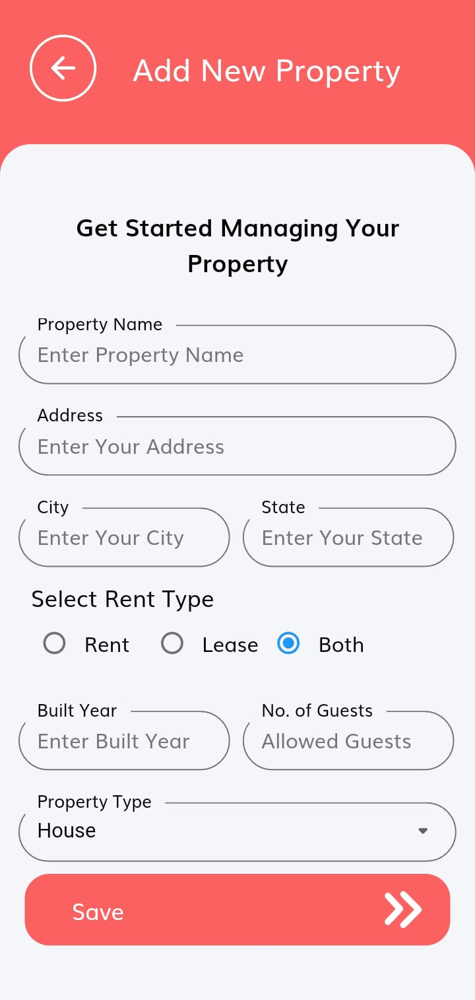 Add New Property
Get Started Managing Your
Property
Property Name
Enter Property Name
Address
Enter Your Address
City
State
Enter Your City
Enter Your State
Select Rent Type
Rent
Lease
Both
Built Year
No. of Guests
Enter Built Year
Allowed Guests
Property Type
House
Save